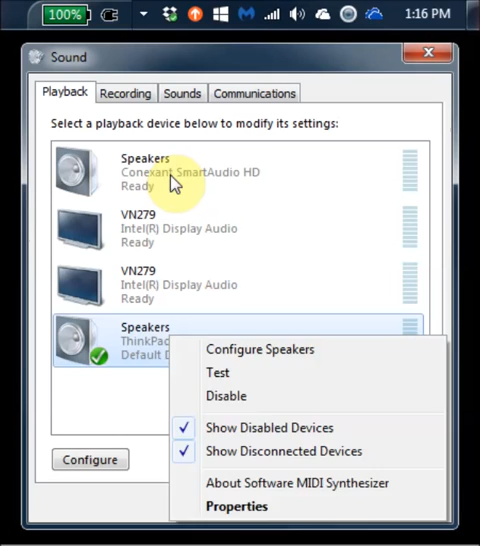 100%
1:16 PM
Sound
Playback
Recording
Sounds
Communications
Select a playback device below to modify its settings:
Speakers
Conexant SmartAudio HD
Ready
VN279
Intel(R) Display Audio
Ready
VN279
Intel(R) Display Audio
Ready
Speakers
ThinkPad
Default
Configure Speakers
Test
Disable
Show Disabled Devices
Show Disconnected Devices
About Software MIDI Synthesizer
Properties
Configure